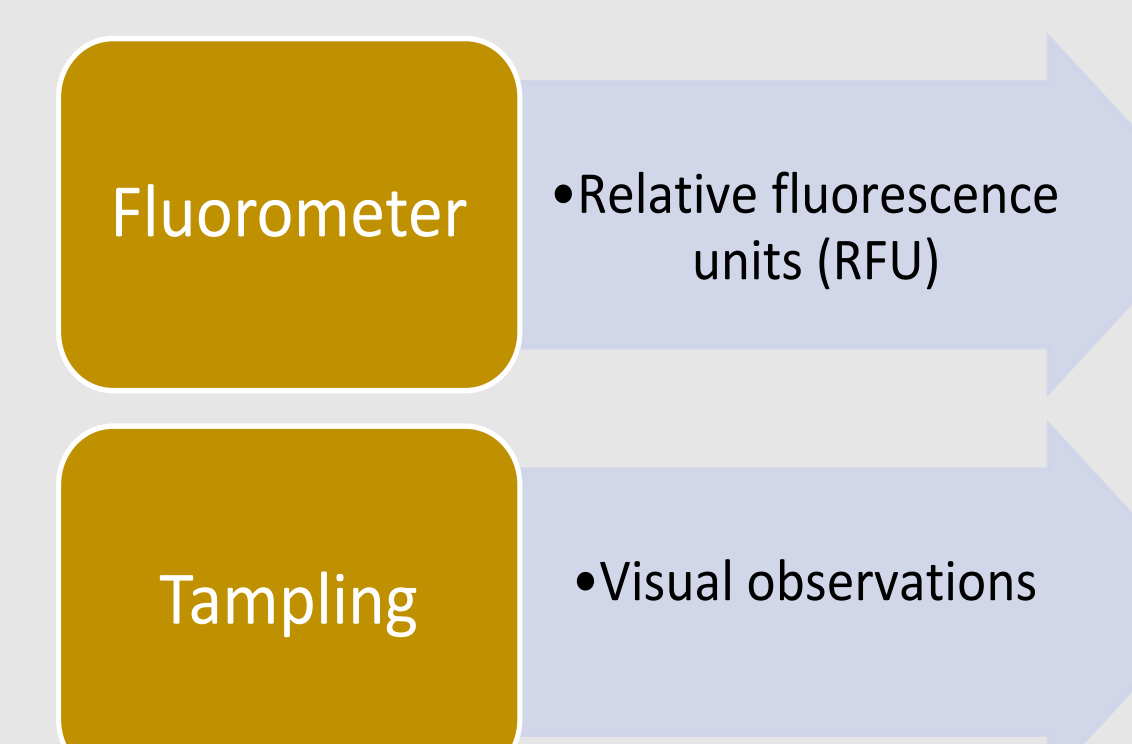 Fluorometer
•Relative fluorescence
units (RFU)
Tampling
•Visual observations